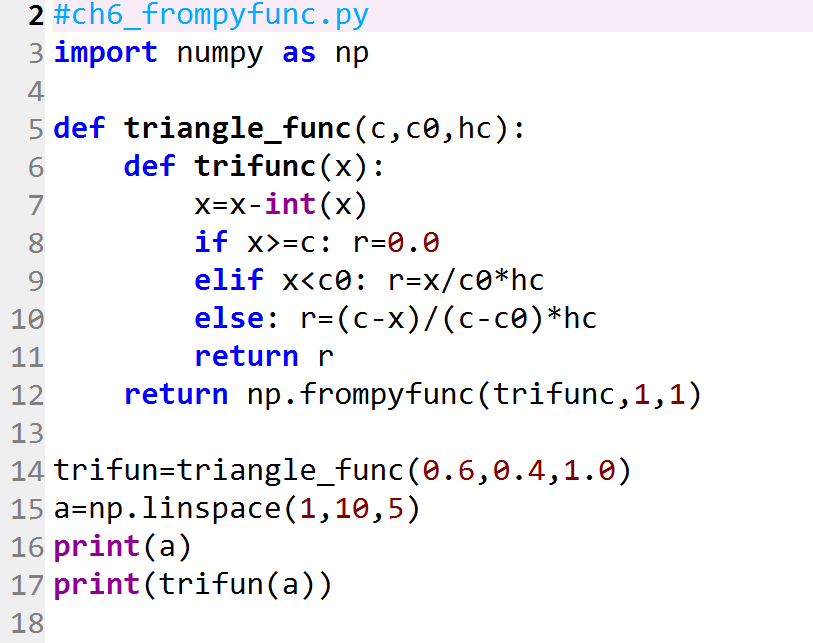 2 #ch6_frompyfunc.py
3 import numpy as np
4
5 def triangle_func(c,c0,hc):
6     def trifunc(x):
7         x=x-int(x)
8         if x>=c: r=0.0
9         elif x<c0: r=x/c0*hc
10         else: r=(c-x)/(c-c0)*hc
11         return r
12     return np.frompyfunc(trifunc,1,1)
13
14 trifun=triangle_func(0.6,0.4,1.0)
15 a=np.linspace(1,10,5)
16 print(a)
17 print(trifun(a))
18